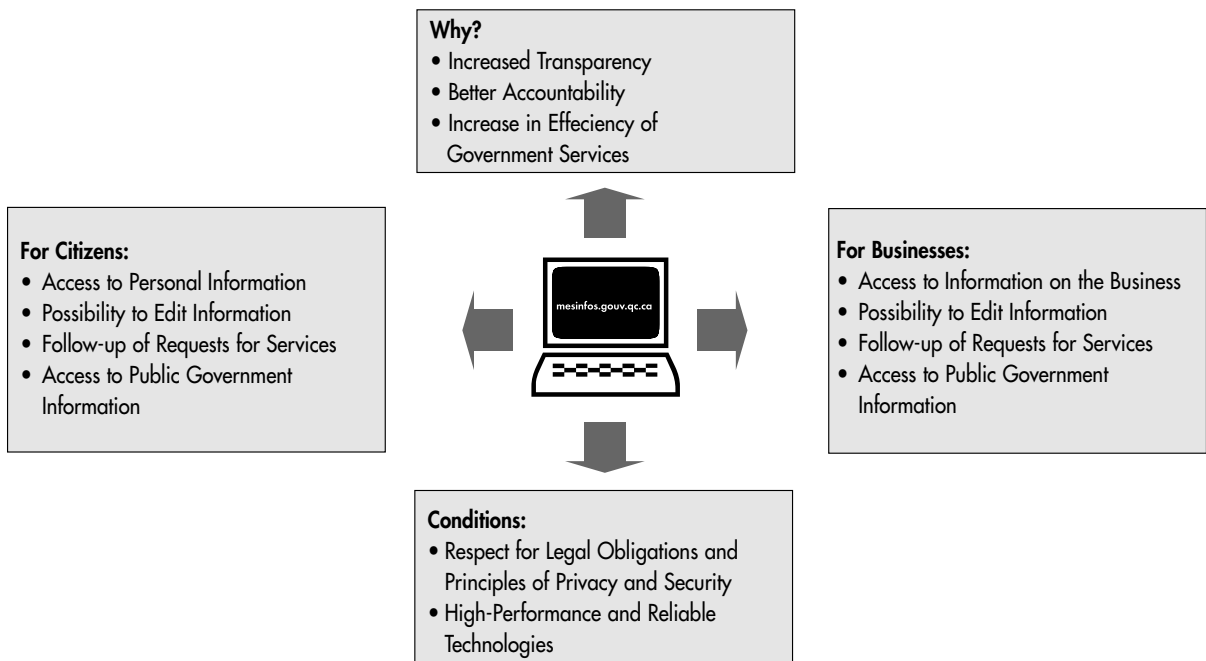 Why?
• Increased Transparency
• Better Accountability
• Increase in Effeciency of
Government Services
For Citizens:
• Access to Personal Information
• Possibility to Edit Information
• Follow-up of Requests for Services
• Access to Public Government
Information
mesinfos.gouv.qc.ca
For Businesses:
• Access to Information on the Business
• Possibility to Edit Information
• Follow-up of Requests for Services
• Access to Public Government
Information
Conditions:
• Respect for Legal Obligations and
Principles of Privacy and Security
• High-Performance and Reliable
Technologies